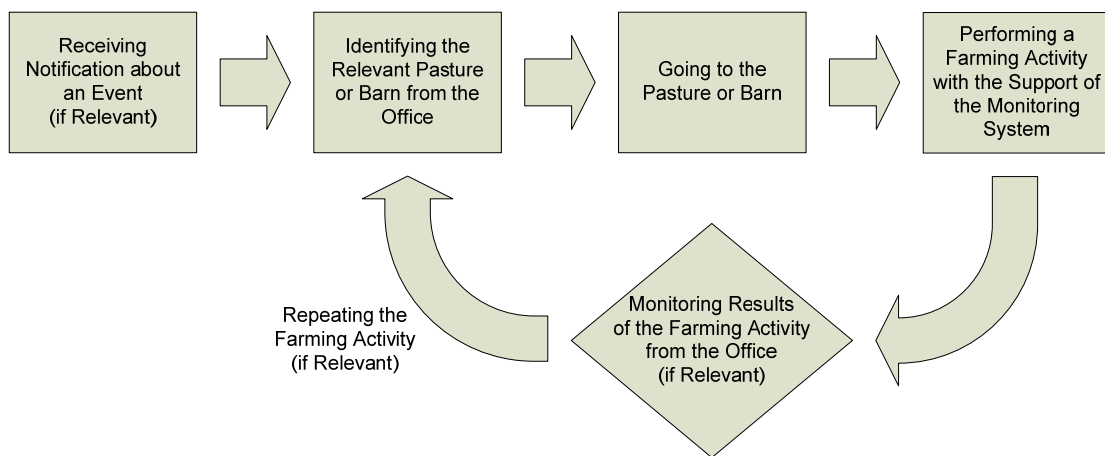 Receiving
Notification about
an Event
(if Relevant)
Identifying the
Relevant Pasture
or Barn from the
Office
Going to the
Pasture or Barn
Performing a
Farming Activity
with the Support of
the Monitoring
System
Monitoring Results
of the Farming Activity
from the Office
(if Relevant)
Repeating the
Farming Activity
(if Relevant)